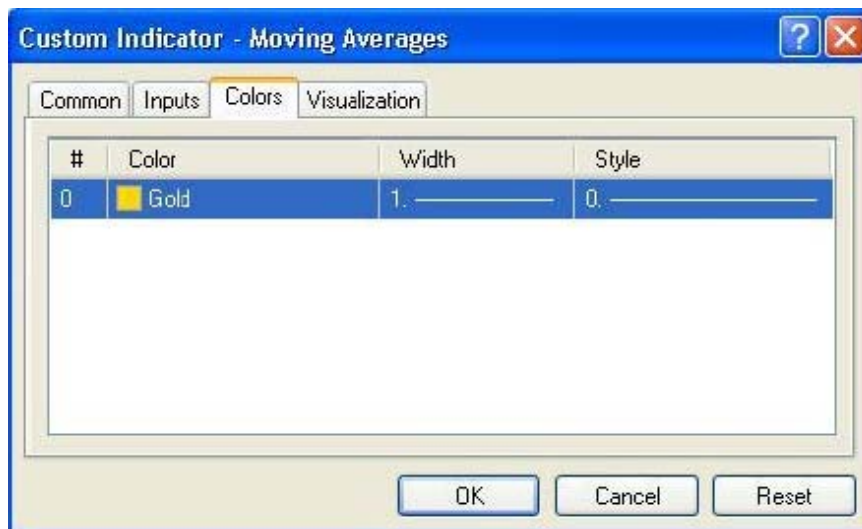 Custom Indicator - Moving Averages ?
Common Inputs Colors Visualization
# Color Width Style
0 Gold 1. 0.
OK Cancel Reset